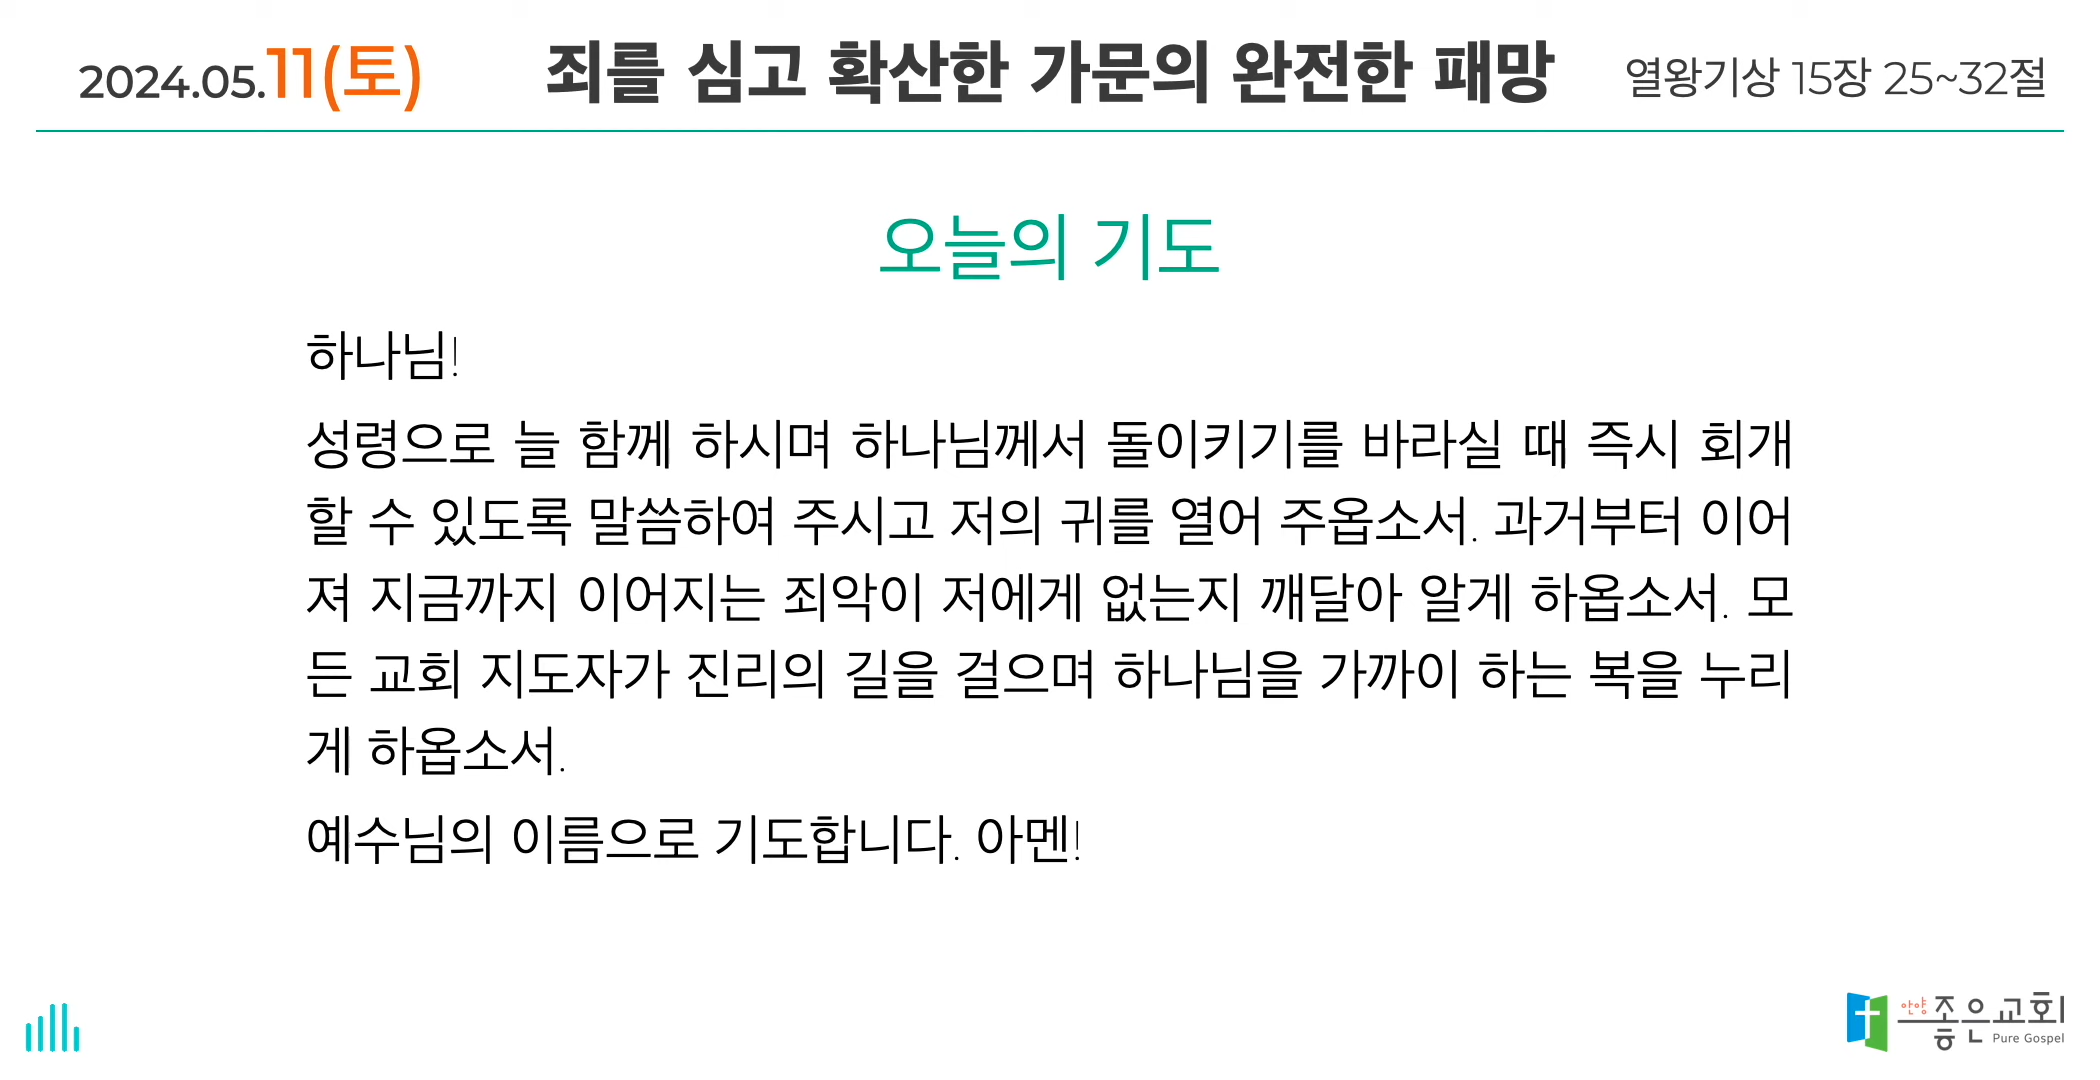 2024.05.11(토) 죄를 심고 확산한 가문의 완전한 패망 열왕기상 15장 25~32절
오늘의 기도
하나님!
성령으로 늘 함께 하시며 하나님께서 돌이키기를 바라실 때 즉시 회개
할 수 있도록 말씀하여 주시고 저의 귀를 열어 주옵소서. 과거부터 이어
져 지금까지 이어지는 죄악이 저에게 없는지 깨달아 알게 하옵소서. 모
든 교회 지도자가 진리의 길을 걸으며 하나님을 가까이 하는 복을 누리
게 하옵소서.
예수님의 이름으로 기도합니다. 아멘!
안양 좋은교회
Pure Gospel